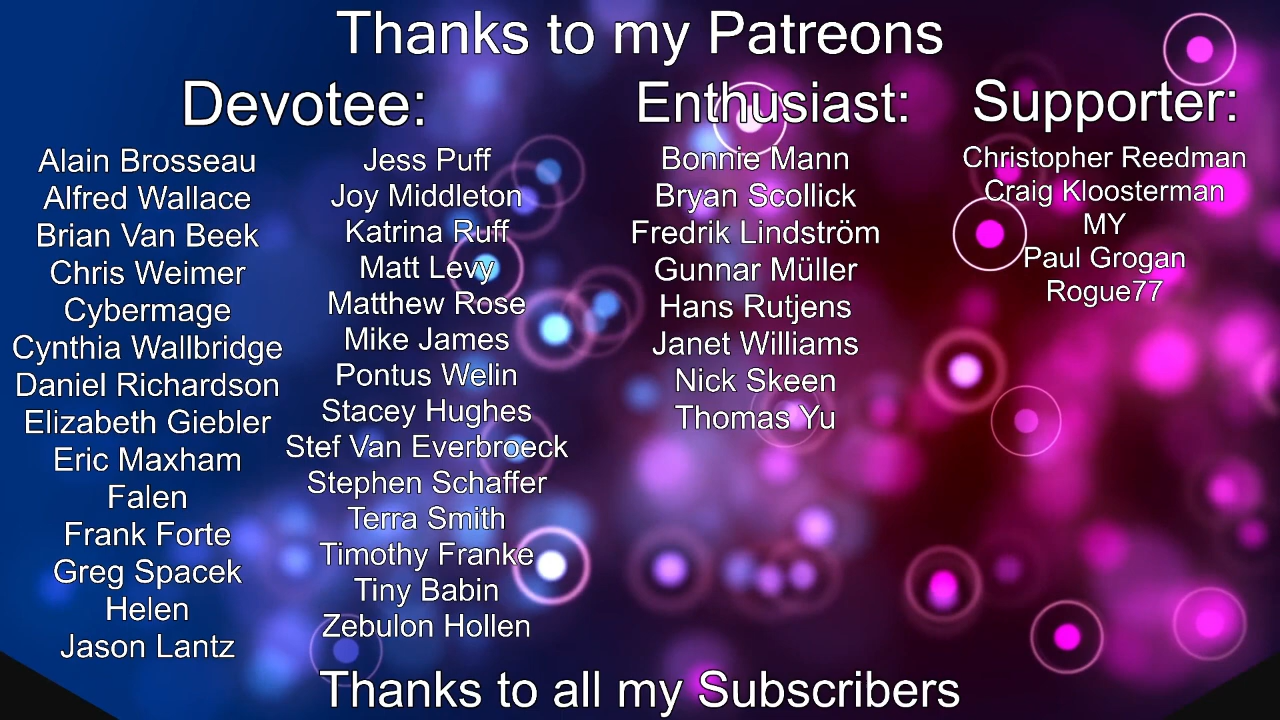 Thanks to my Patreons
Devotee:
Alain Brosseau
Alfred Wallace
Brian Van Beek
Chris Weimer
Cybermage
Cynthia Wallbridge
Daniel Richardson
Elizabeth Giebler
Eric Maxham
Falen
Frank Forte
Greg Spacek
Helen
Jason Lantz
Jess Puff
Joy Middleton
Katrina Ruff
Matt Levy
Matthew Rose
Mike James
Pontus Welin
Stacey Hughes
Stef Van Everbroeck
Stephen Schaffer
Terra Smith
Timothy Franke
Tiny Babin
Zebulon Hollen
Enthusiast:
Bonnie Mann
Bryan Scollick
Fredrik Lindström
Gunnar Müller
Hans Rutjens
Janet Williams
Nick Skeen
Thomas Yu
Supporter:
Christopher Reedman
Craig Kloosterman
MY
Paul Grogan
Rogue77
Thanks to all my Subscribers